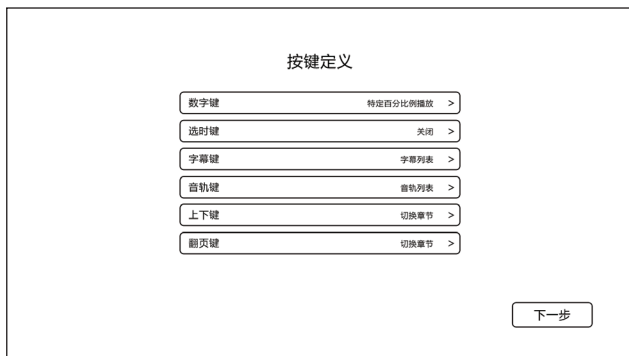 按键定义
数字键 特定百分比例播放 >
选时键 关闭 >
字幕键 字幕列表 >
音轨键 音轨列表 >
上下键 切换章节 >
翻页键 切换章节 >
下一步